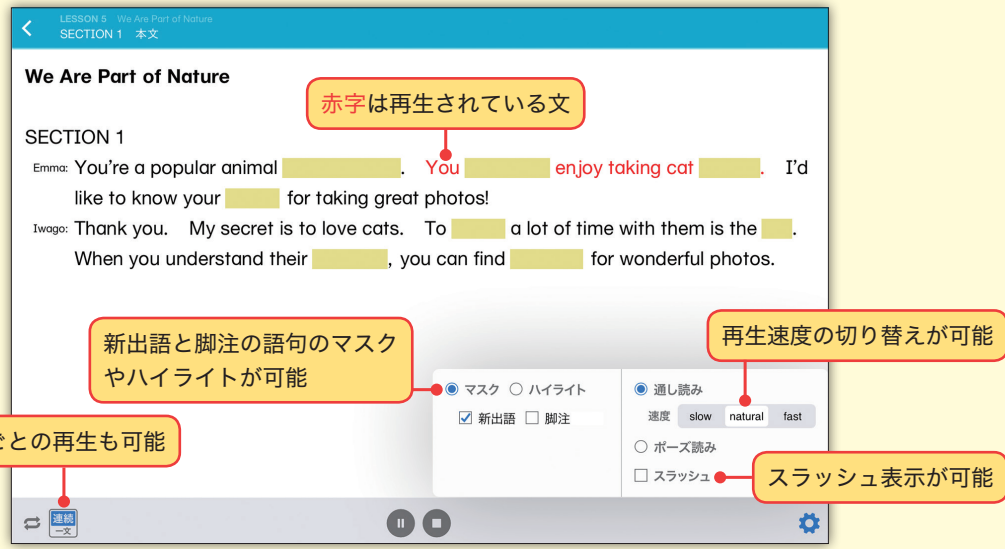 LESSON 5 We Are Part of Nature
SECTION 1 本文
We Are Part of Nature
赤字は再生されている文
SECTION 1
Emma: You're a popular animal . You enjoy taking cat . I'd
like to know your for taking great photos!
Iwago: Thank you. My secret is to love cats. To a lot of time with them is the .
When you understand their , you can find for wonderful photos.
再生速度の切り替えが可能
新出語と脚注の語句のマスク
やハイライトが可能
マスク ハイライト
新出語 脚注
通し読み
速度 slow natural fast
ポーズ読み
スラッシュ
スラッシュ表示が可能
ごとの再生も可能
連続
一文